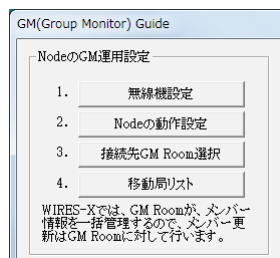 GM(Group Monitor) Guide
NodeのGM運用設定
1. 無線機設定
2. Nodeの動作設定
3. 接続先GM Room選択
4. 移動局リスト
WIRES-Xでは、GM Roomが、メンバー
情報を一括管理するので、メンバー更
新はGM Roomに対して行います。